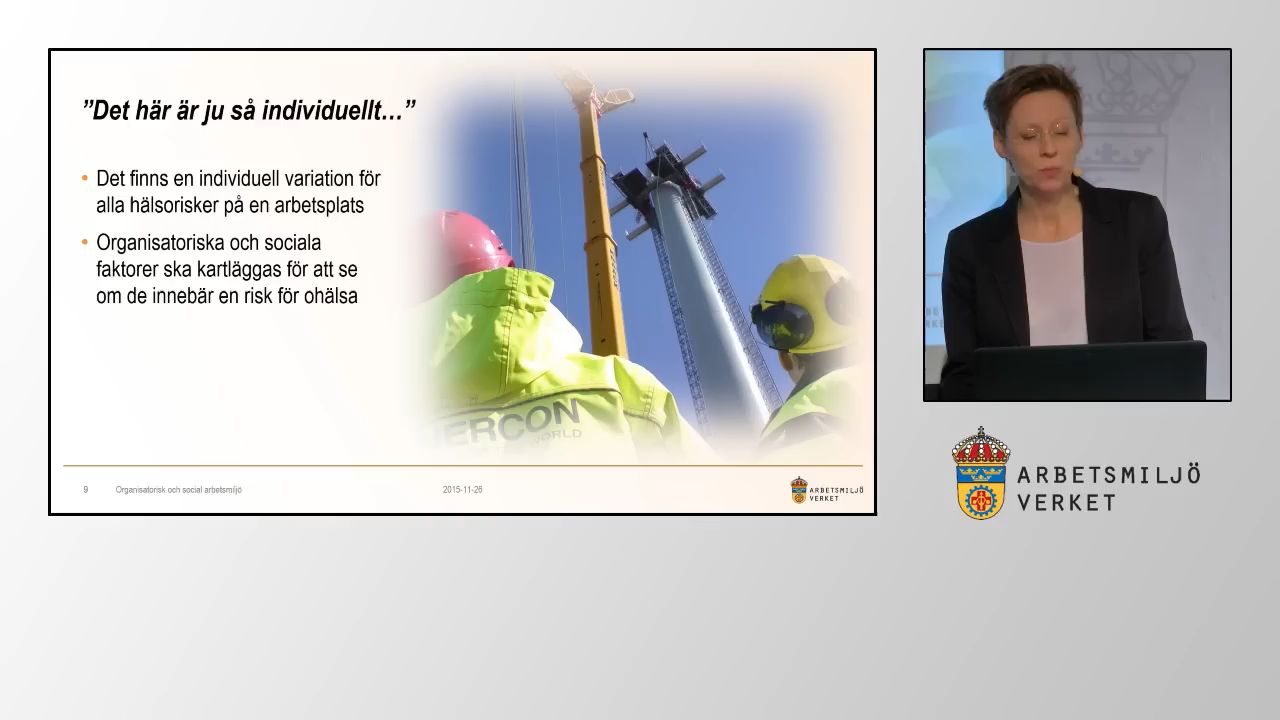 ”Det här är ju så individuellt…”
• Det finns en individuell variation för
alla hälsorisker på en arbetsplats
• Organisatoriska och sociala
faktorer ska kartläggas för att se
om de innebär en risk för ohälsa
ERCON
WORLD
9 Organisatorisk och social arbetsmiljö 2015-11-26
ARBETSMILJÖ
VERKET
ARBETSMILJÖ
VERKET